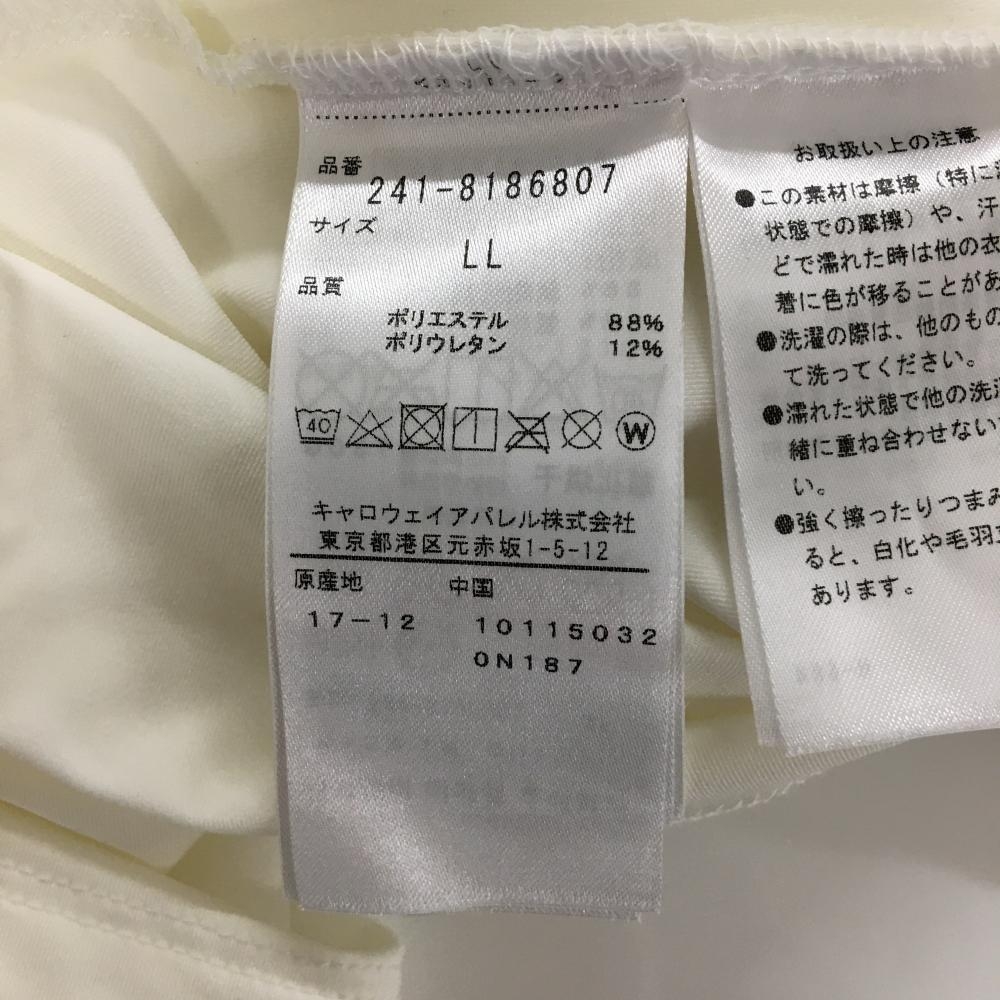 品番
241-8186807
サイズ
LL
品質
ポリエステル 88%
ポリウレタン 12%
40
W
キャロウェイアパレル株式会社
東京都港区元赤坂1-5-12
原産地 中国
17-12 10115032
0N187
お取扱い上の注意
●この素材は摩擦(特に
状態での摩擦)や、汗
どで濡れた時は他の衣
着に色が移ることがあ
●洗濯の際は、他のもの
て洗ってください。
●濡れた状態で他の洗濯
緒に重ね合わせない
い。
●強く擦ったりつまみ
ると、白化や毛羽立
あります。